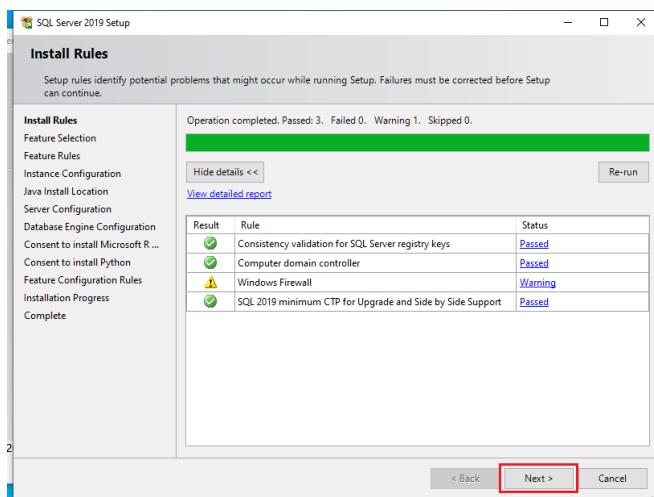 SQL Server 2019 Setup
Install Rules
Setup rules identify potential problems that might occur while running Setup. Failures must be corrected before Setup
can continue.
Install Rules
Feature Selection
Feature Rules
Instance Configuration
Java Install Location
Server Configuration
Database Engine Configuration
Consent to install Microsoft R ...
Consent to install Python
Feature Configuration Rules
Installation Progress
Complete
Operation completed. Passed: 3. Failed 0. Warning 1. Skipped 0.
Hide details <<
Re-run
View detailed report
Result Rule Status
Consistency validation for SQL Server registry keys Passed
Computer domain controller Passed
Windows Firewall Warning
SQL 2019 minimum CTP for Upgrade and Side by Side Support Passed
< Back Next > Cancel